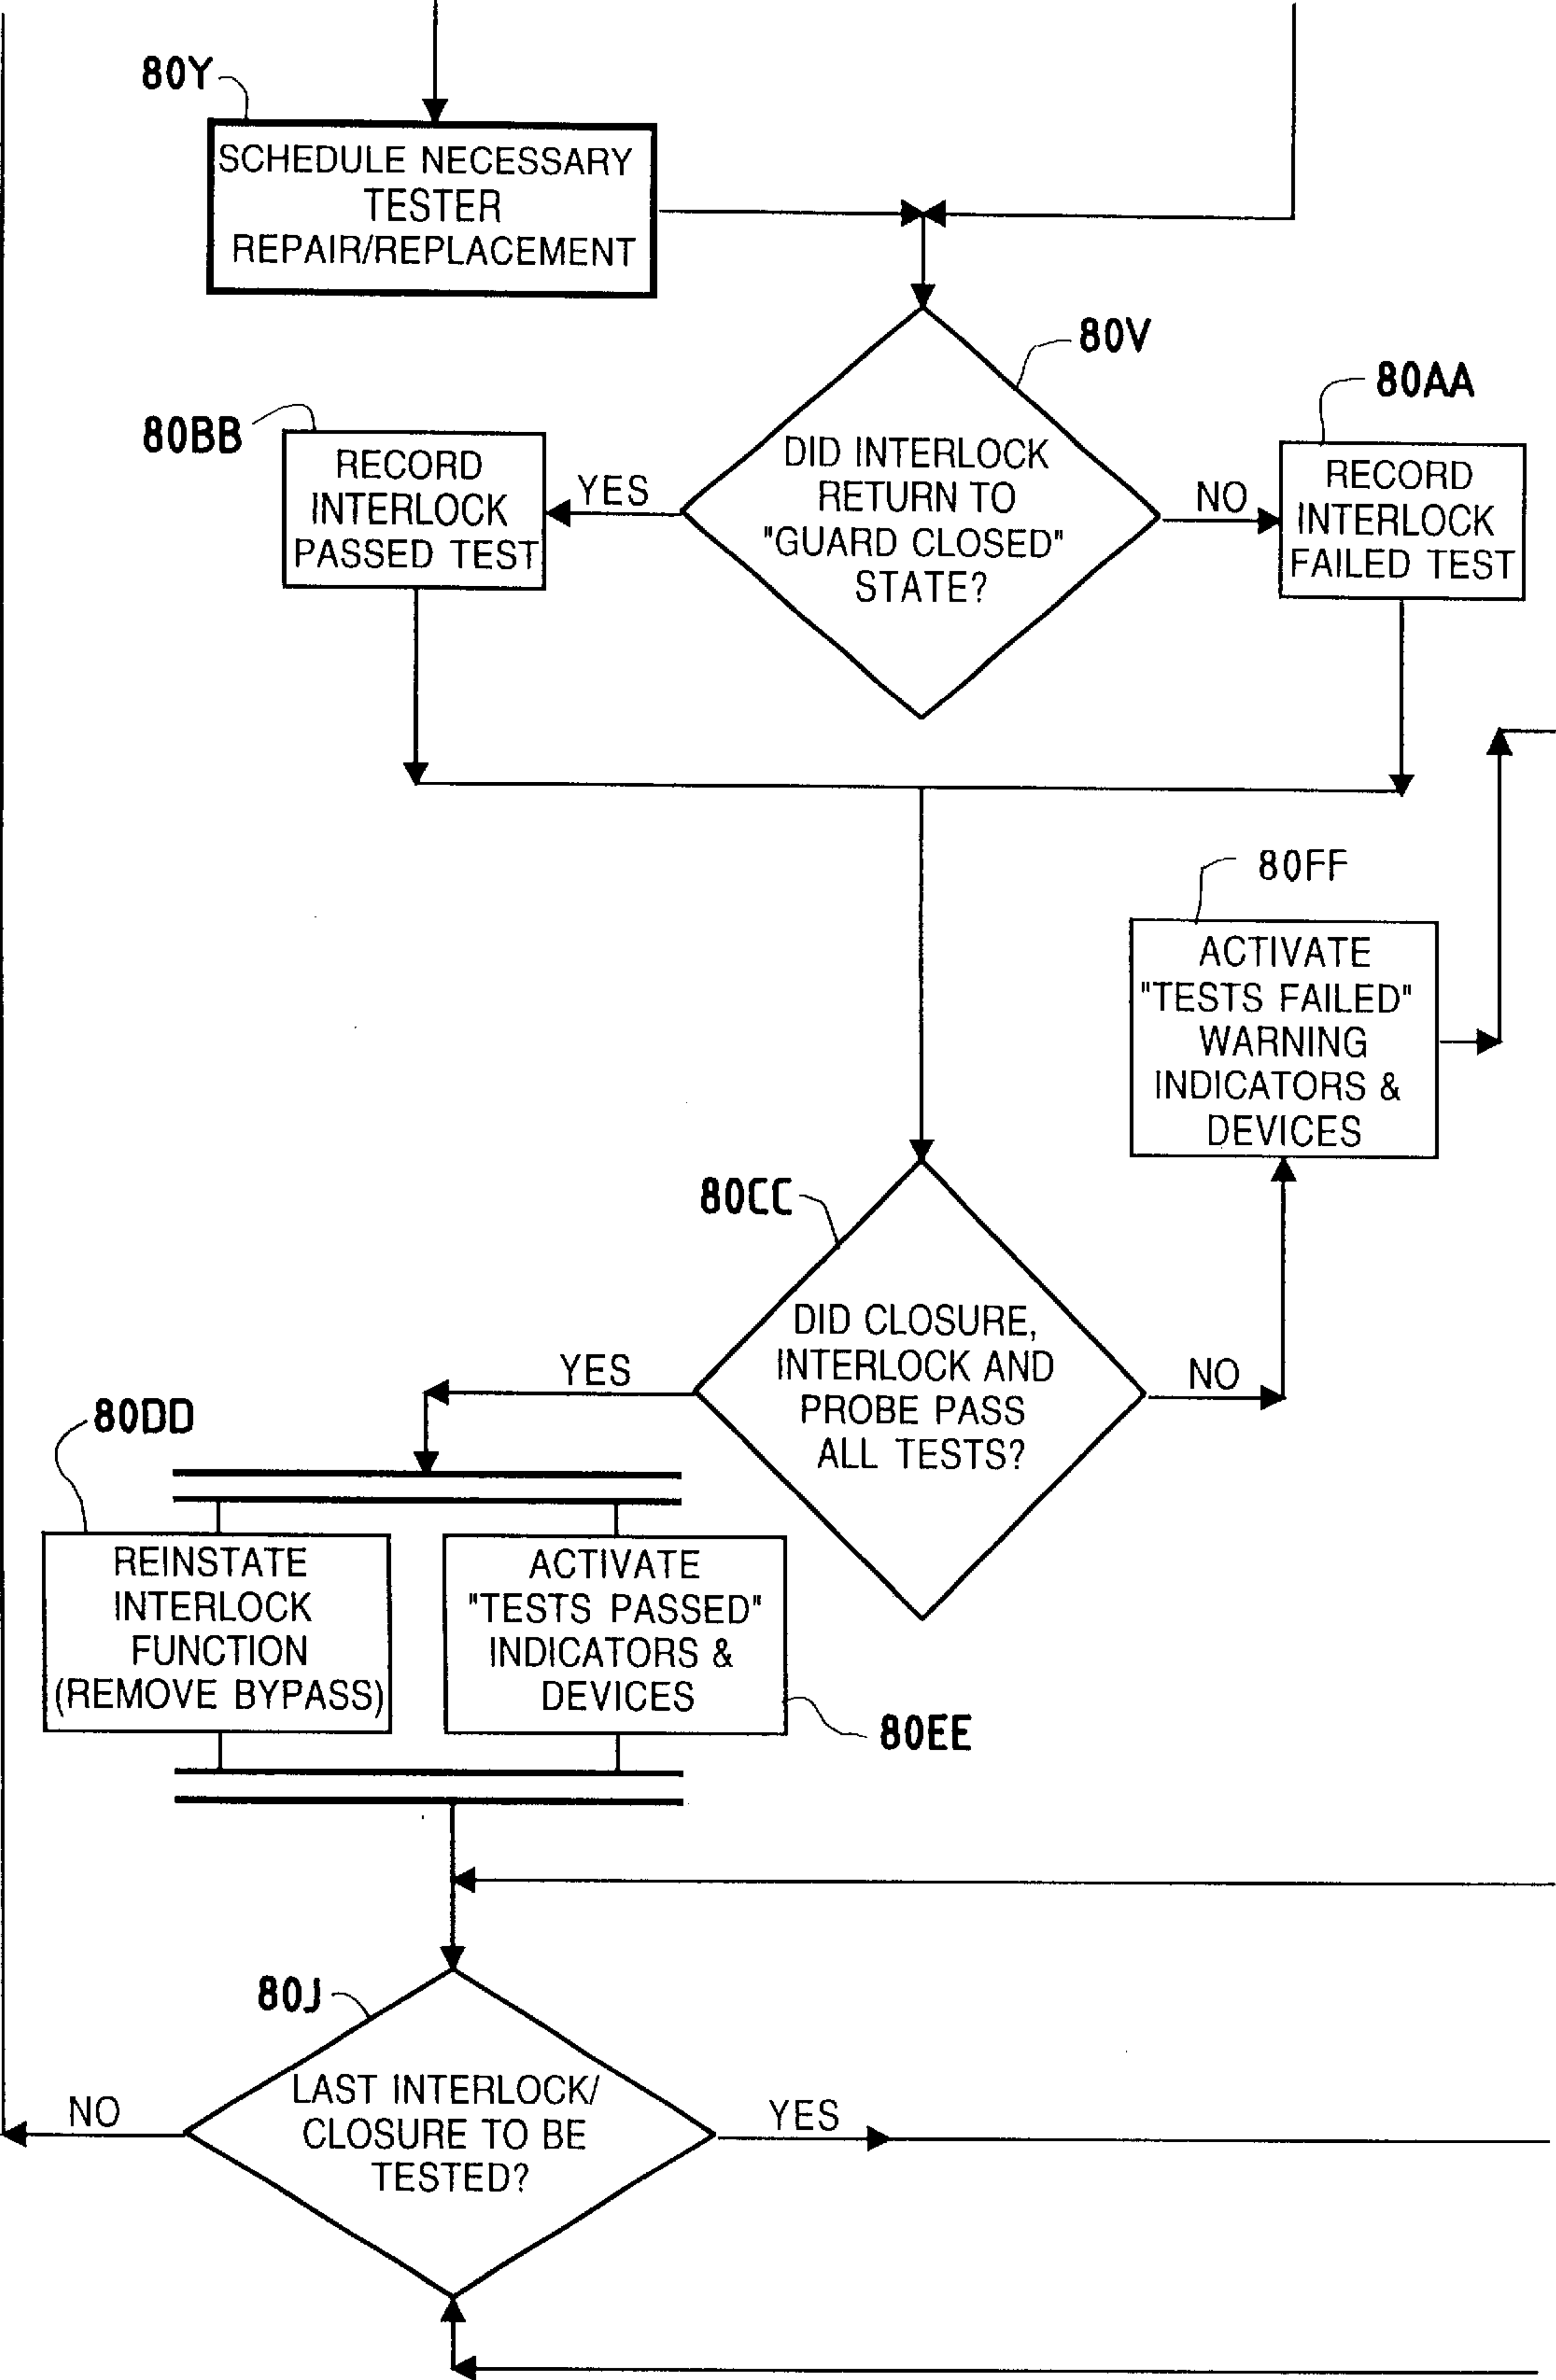 80Y
SCHEDULE NECESSARY
TESTER
REPAIR/REPLACEMENT
80V
80AA
80BB
RECORD
INTERLOCK
PASSED TEST
YES
DID INTERLOCK
RETURN TO
"GUARD CLOSED"
STATE?
NO
RECORD
INTERLOCK
FAILED TEST
80FF
ACTIVATE
"TESTS FAILED"
WARNING
INDICATORS &
DEVICES
80CC
DID CLOSURE,
INTERLOCK AND
PROBE PASS
ALL TESTS?
YES
NO
80DD
REINSTATE
INTERLOCK
FUNCTION
(REMOVE BYPASS)
ACTIVATE
"TESTS PASSED"
INDICATORS &
DEVICES
80EE
80J
LAST INTERLOCK/
CLOSURE TO BE
TESTED?
NO
YES